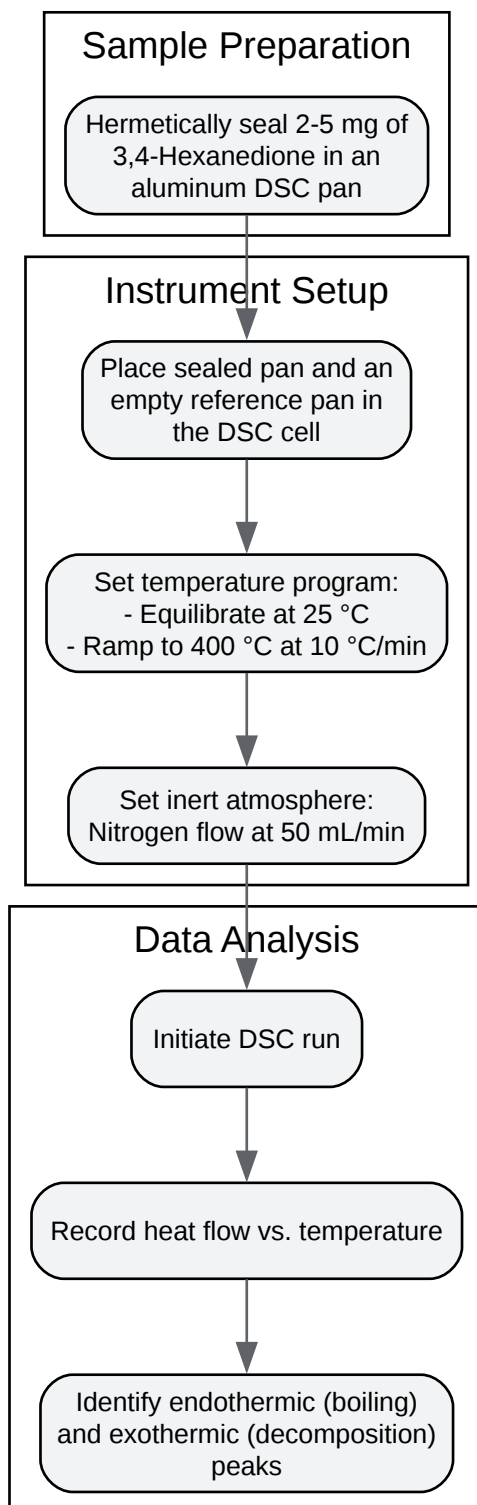 Sample Preparation
Hermetically seal 2-5 mg of
3,4-Hexanedione in an
aluminum DSC pan
Instrument Setup
Place sealed pan and an
empty reference pan in
the DSC cell
Set temperature program:
- Equilibrate at 25 °C
- Ramp to 400 °C at 10 °C/min
Set inert atmosphere:
Nitrogen flow at 50 mL/min
Data Analysis
Initiate DSC run
Record heat flow vs. temperature
Identify endothermic (boiling)
and exothermic (decomposition)
peaks